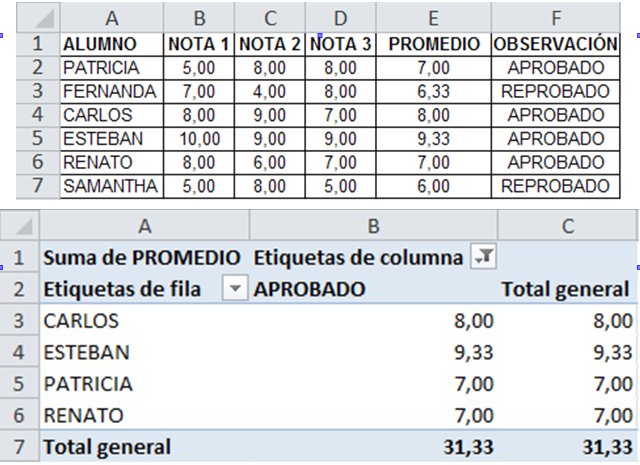 A B C D E F
1 ALUMNO NOTA 1 NOTA 2 NOTA 3 PROMEDIO OBSERVACIÓN
2 PATRICIA 5,00 8,00 8,00 7,00 APROBADO
3 FERNANDA 7,00 4,00 8,00 6,33 REPROBADO
4 CARLOS 8,00 9,00 7,00 8,00 APROBADO
5 ESTEBAN 10,00 9,00 9,00 9,33 APROBADO
6 RENATO 8,00 6,00 7,00 7,00 APROBADO
7 SAMANTHA 5,00 8,00 5,00 6,00 REPROBADO
A B C
1 Suma de PROMEDIO Etiquetas de columna
2 Etiquetas de fila APROBADO Total general
3 CARLOS 8,00 8,00
4 ESTEBAN 9,33 9,33
5 PATRICIA 7,00 7,00
6 RENATO 7,00 7,00
7 Total general 31,33 31,33